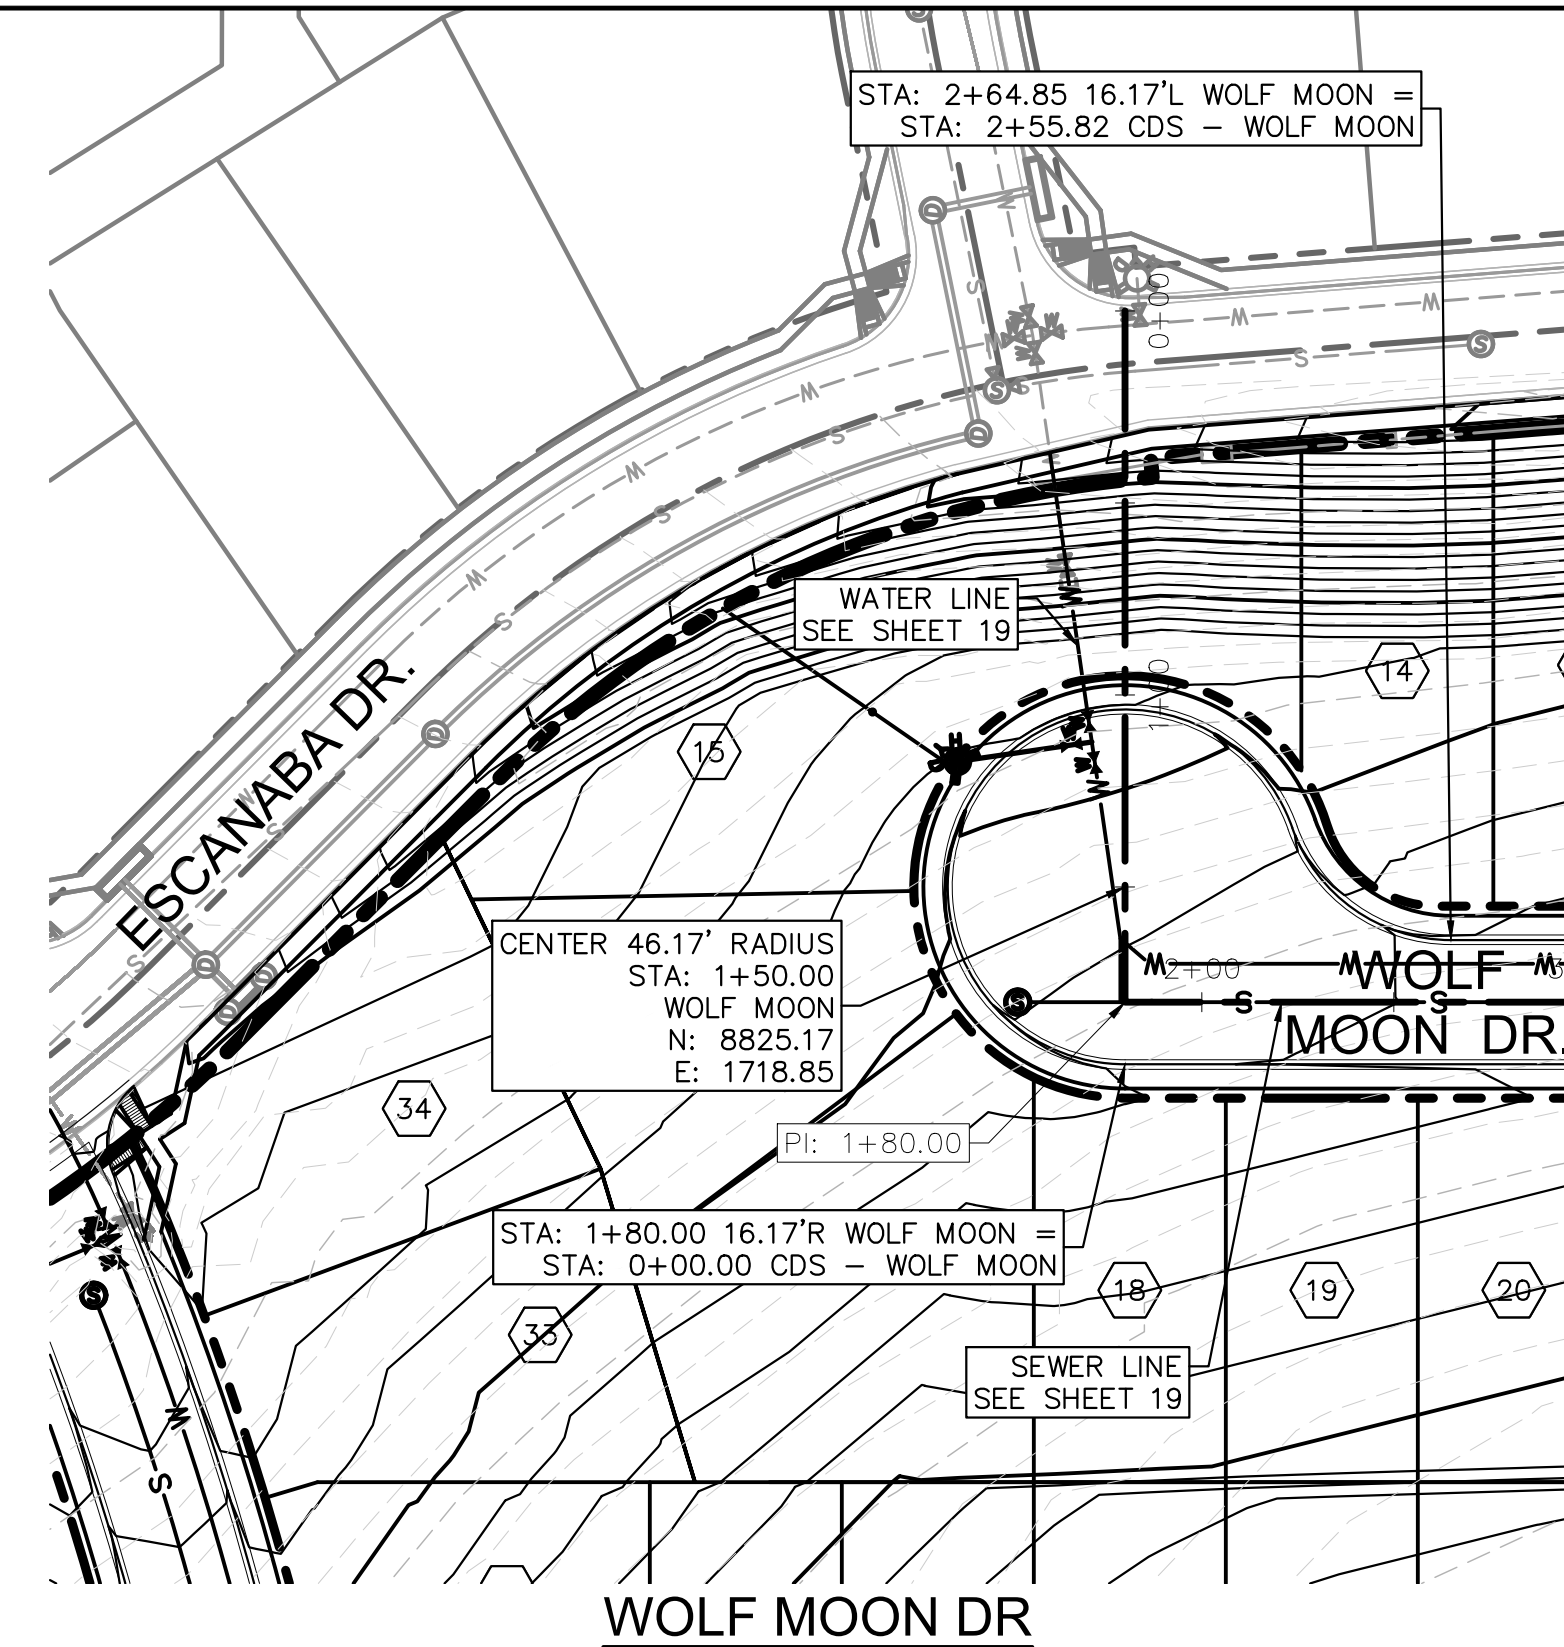 STA: 2+64.85 16.17'L WOLF MOON =
STA: 2+55.82 CDS – WOLF MOON
D
S
W
0+00
W
W
S
S
S
W
D
S
W
S
W
WATER LINE
SEE SHEET 19
S
14
1+00
ESCANABA DR.
D
15
W
S
CENTER 46.17' RADIUS
STA: 1+50.00
WOLF MOON
N: 8825.17
E: 1718.85
S
D
D
D
W
2+00
W
WOLF
W
S
S
S
MOON DR.
34
PI: 1+80.00
STA: 1+80.00 16.17'R WOLF MOON =
STA: 0+00.00 CDS – WOLF MOON
S
18
19
20
33
SEWER LINE
SEE SHEET 19
W
S
WOLF MOON DR